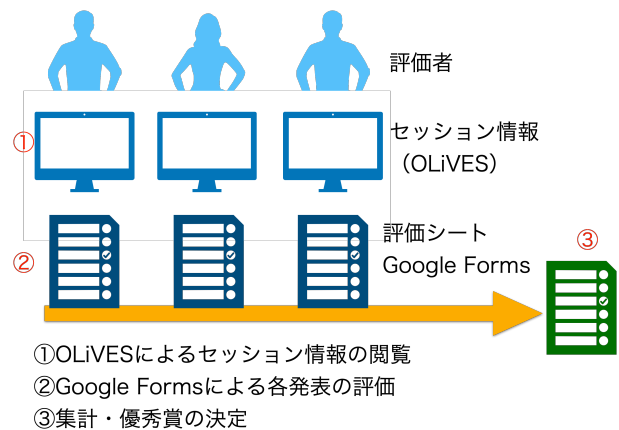 評価者
①
セッション情報
（OLiVES）
②
評価シート
Google Forms
③
①OLiVESによるセッション情報の閲覧
②Google Formsによる各発表の評価
③集計・優秀賞の決定